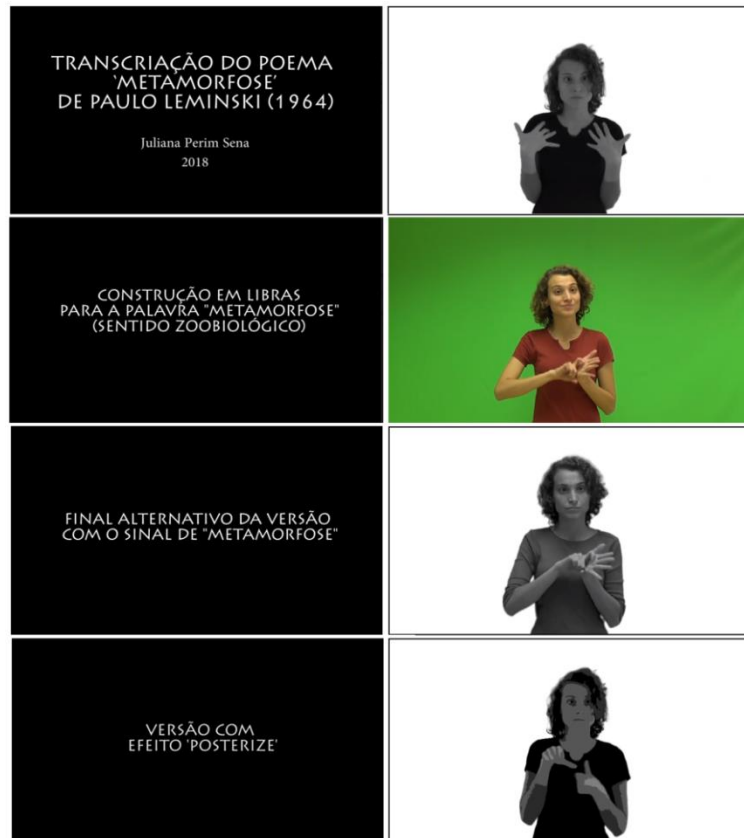 TRANSCRIAÇÃO DO POEMA
'METAMORFOSE'
DE PAULO LEMINSKI (1964)
Juliana Perim Sena
2018
CONSTRUÇÃO EM LIBRAS
PARA A PALAVRA "METAMORFOSE"
(SENTIDO ZOOBIOLÓGICO)
FINAL ALTERNATIVO DA VERSÃO
COM O SINAL DE "METAMORFOSE"
VERSÃO COM
EFEITO 'POSTERIZE'